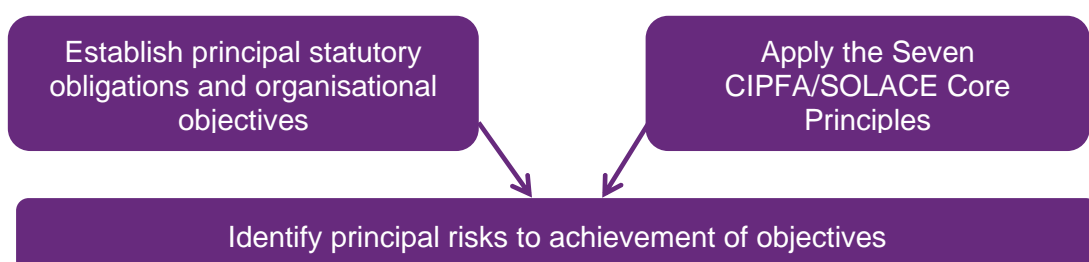 Establish principal statutory
obligations and organisational
objectives
Apply the Seven
CIPFA/SOLACE Core
Principles
Identify principal risks to achievement of objectives